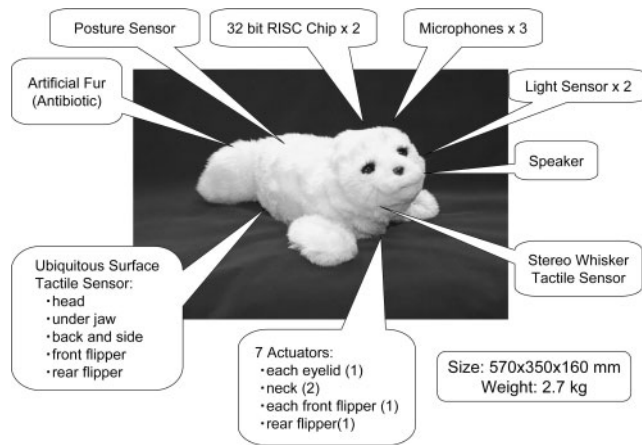 Posture Sensor
32 bit RISC Chip x 2
Microphones x 3
Artificial Fur
(Antibiotic)
Light Sensor x 2
Speaker
Stereo Whisker
Tactile Sensor
Ubiquitous Surface
Tactile Sensor:
・head
・under jaw
・back and side
・front flipper
・rear flipper
7 Actuators:
・each eyelid (1)
・neck (2)
・each front flipper (1)
・rear flipper(1)
Size: 570x350x160 mm
Weight: 2.7 kg